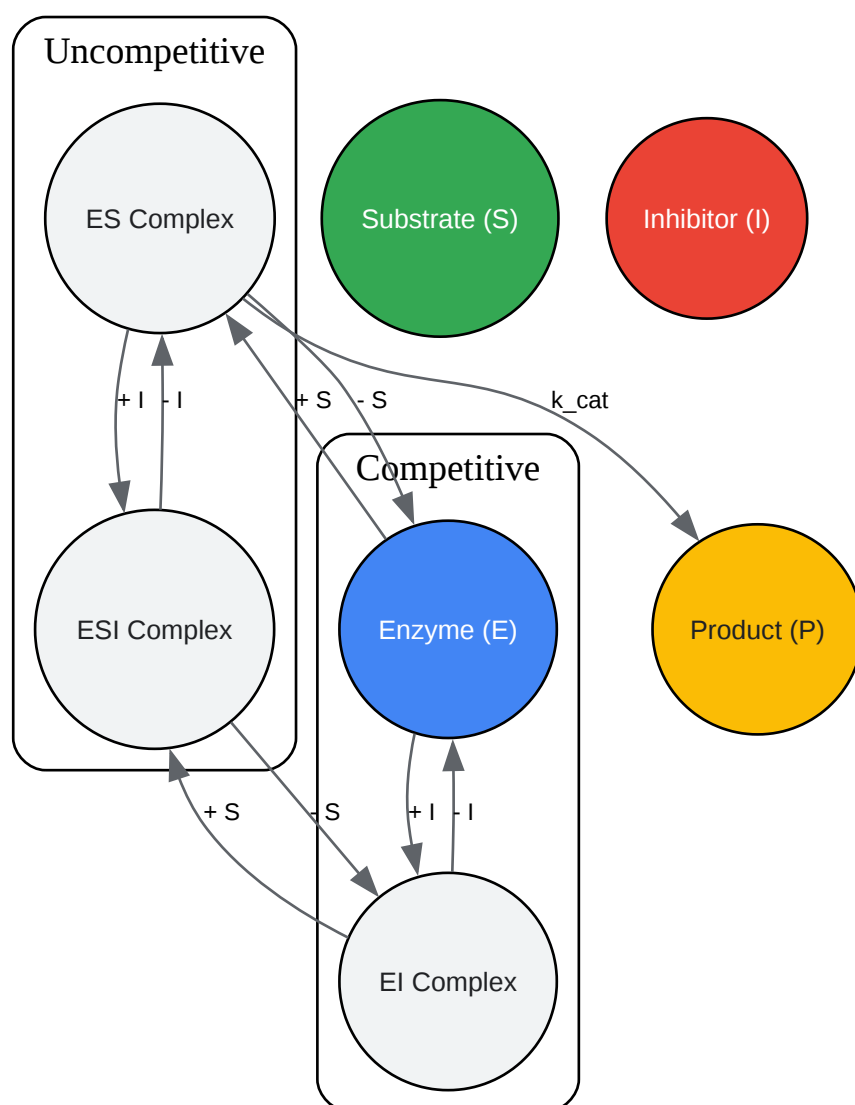 Uncompetitive
ES Complex
Substrate (S)
Inhibitor (I)
+ I
- I
+ S
- S
k_cat
Competitive
ESI Complex
Enzyme (E)
Product (P)
+ S
- S
+ I
- I
EI Complex